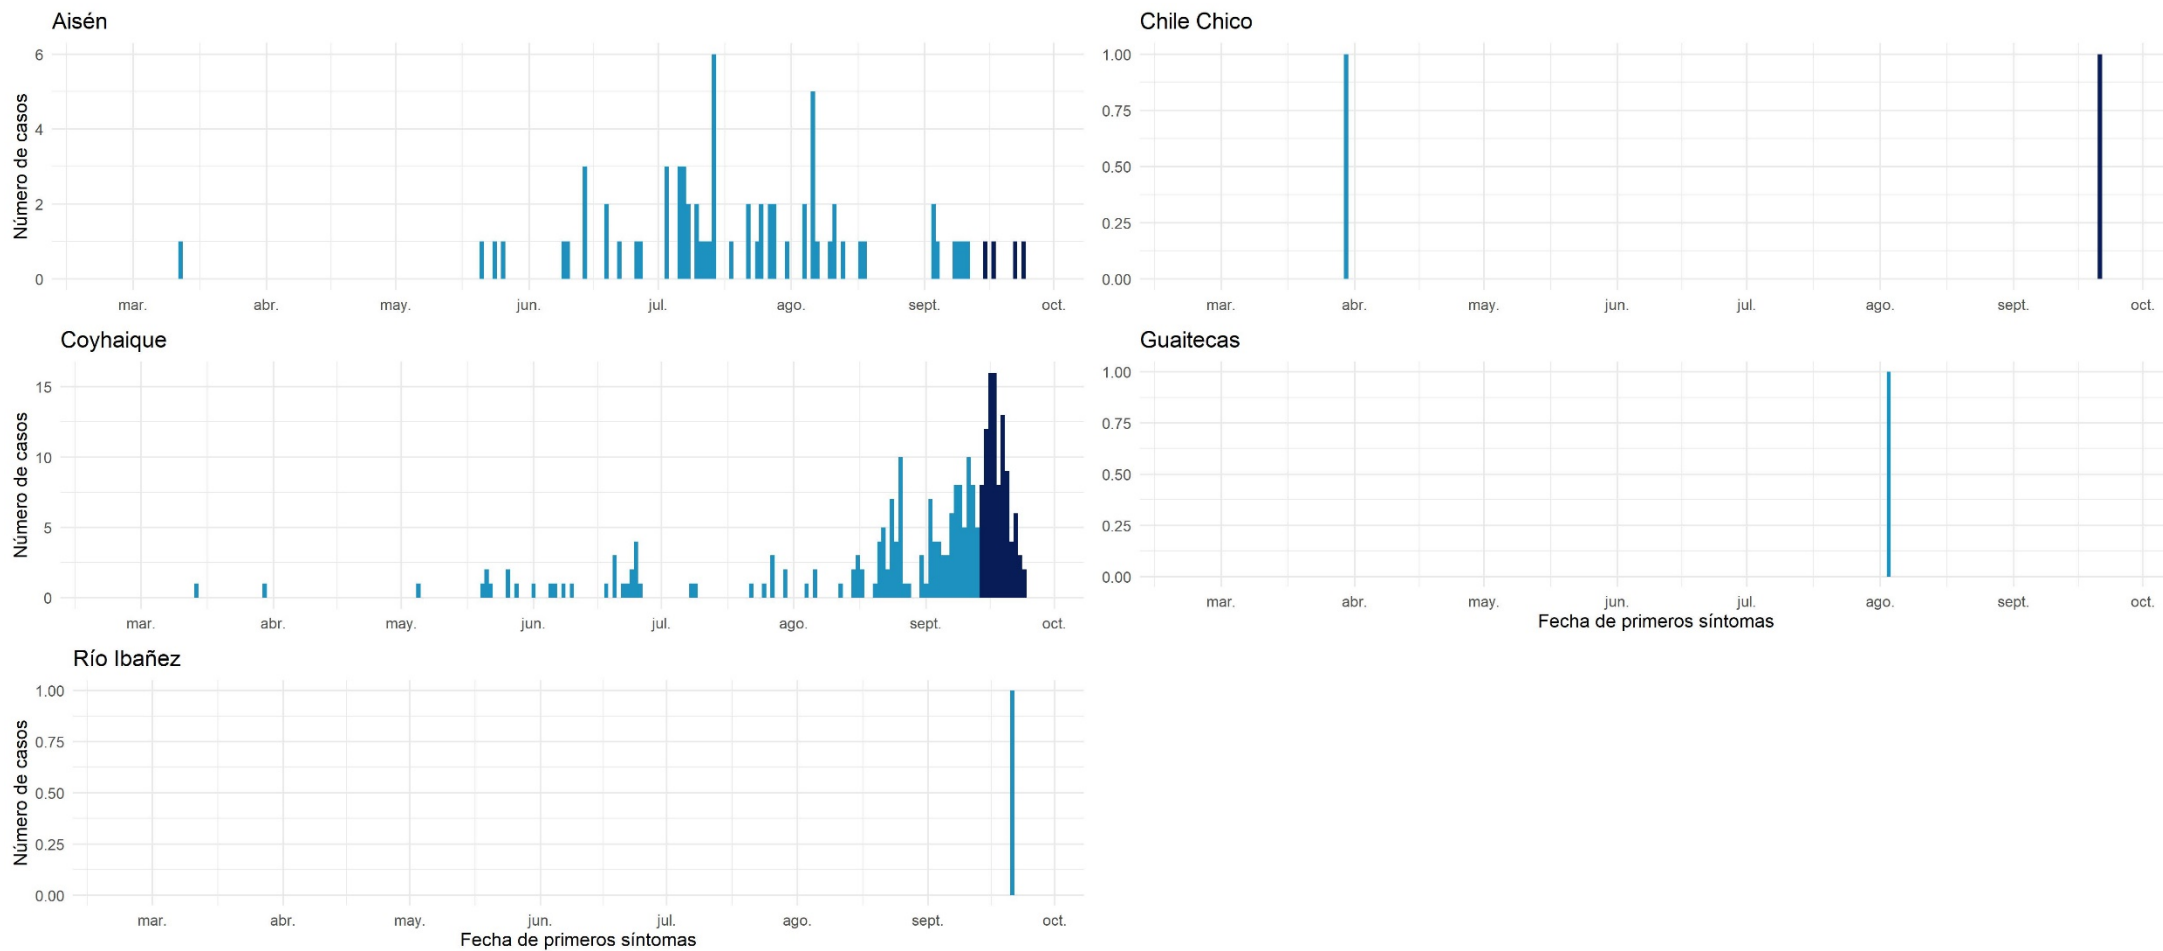 Aisén
Número de casos
6
4
2
0
mar. abr. may. jun. jul. ago. sept. oct.
Chile Chico
1.00
0.75
0.50
0.25
0.00
mar. abr. may. jun. jul. ago. sept. oct.
Coyhaique
Número de casos
15
10
5
0
mar. abr. may. jun. jul. ago. sept. oct.
Guaitecas
1.00
0.75
0.50
0.25
0.00
mar. abr. may. jun. jul. ago. sept. oct.
Fecha de primeros síntomas
Río Ibañez
Número de casos
1.00
0.75
0.50
0.25
0.00
mar. abr. may. jun. jul. ago. sept. oct.
Fecha de primeros síntomas